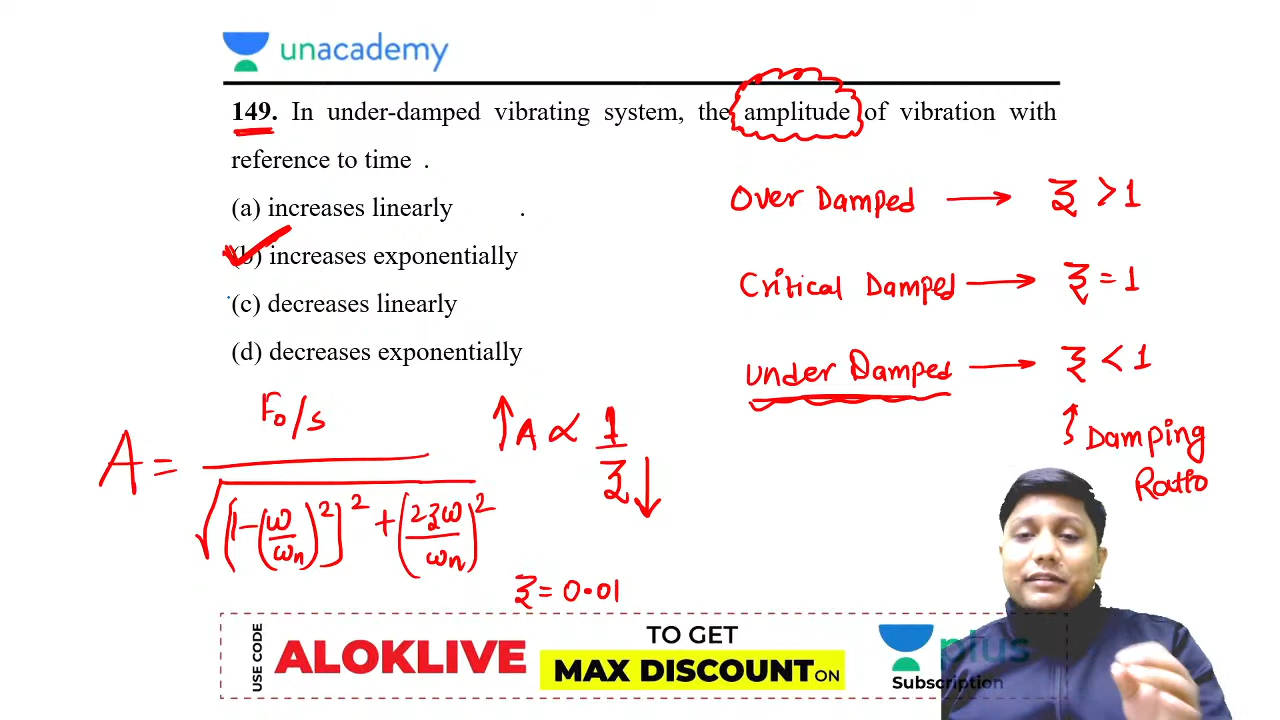 unacademy
149. In under-damped vibrating system, the amplitude of vibration with
reference to time .
(a) increases linearly .
(b) increases exponentially
(c) decreases linearly
(d) decreases exponentially
Over Damped → ξ > 1
Critical Damped → ξ = 1
Under Damped → ξ < 1
Damping
Ratio
A = F₀/s / √([1-(ω/ωn)²]² + (2ξω/ωn)²)
↑ A ∝ 1/ξ ↓
ξ = 0.01
USE CODE
ALOKLIVE
TO GET
MAX DISCOUNT ON
plus
Subscription